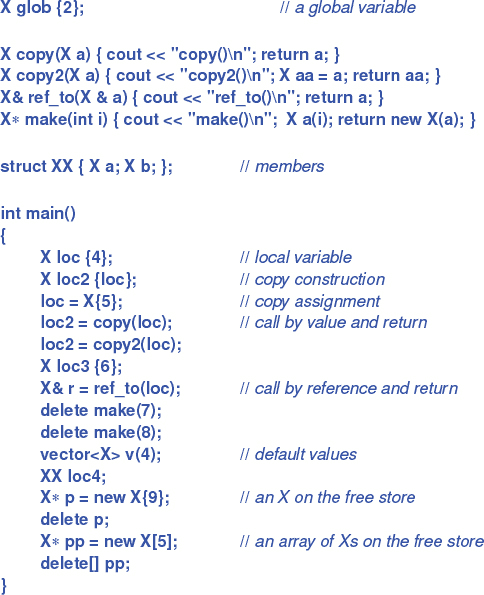 X glob {2}; // a global variable
X copy(X a) { cout << "copy()\n"; return a; }
X copy2(X a) { cout << "copy2()\n"; X aa = a; return aa; }
X& ref_to(X & a) { cout << "ref_to()\n"; return a; }
X* make(int i) { cout << "make()\n"; X a(i); return new X(a); }
struct XX { X a; X b; }; // members
int main()
{
X loc {4}; // local variable
X loc2 {loc}; // copy construction
loc = X{5}; // copy assignment
loc2 = copy(loc); // call by value and return
loc2 = copy2(loc);
X loc3 {6};
X& r = ref_to(loc); // call by reference and return
delete make(7);
delete make(8);
vector<X> v(4); // default values
XX loc4;
X* p = new X{9}; // an X on the free store
delete p;
X* pp = new X[5]; // an array of Xs on the free store
delete[] pp;
}